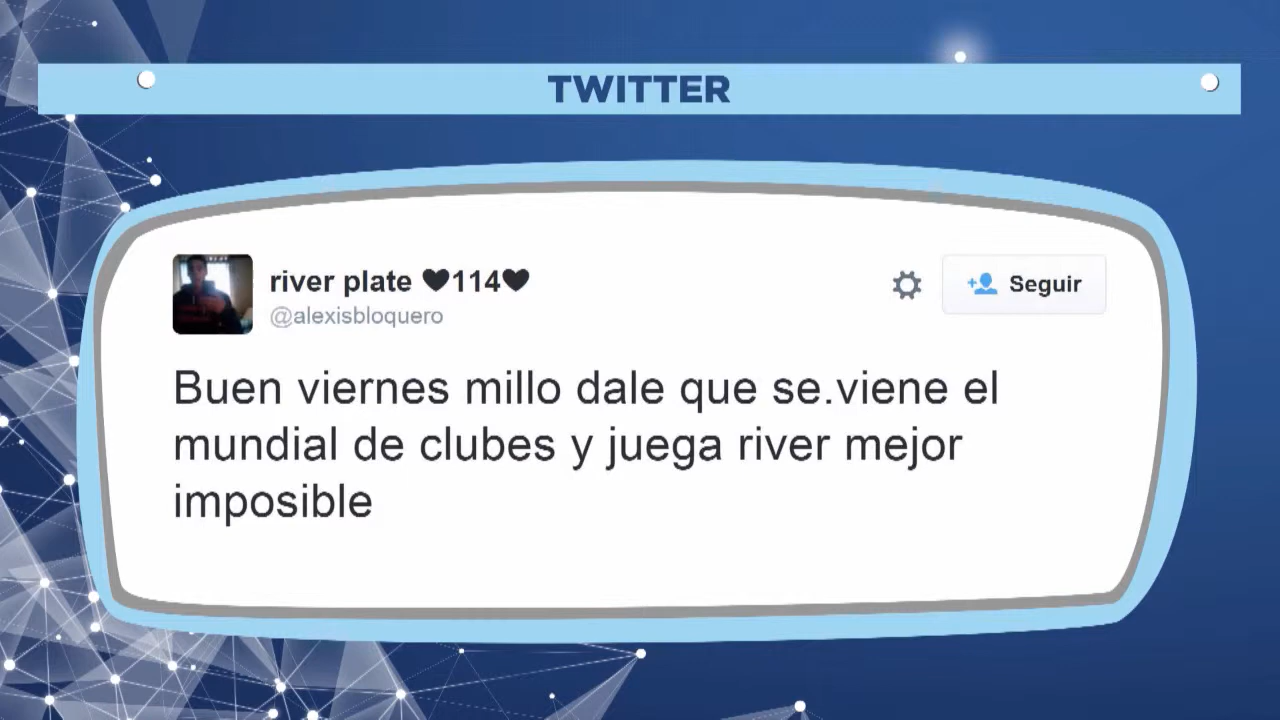 TWITTER
river plate ♥114♥
@alexisbloquero
Seguir
Buen viernes millo dale que se.viene el
mundial de clubes y juega river mejor
imposible